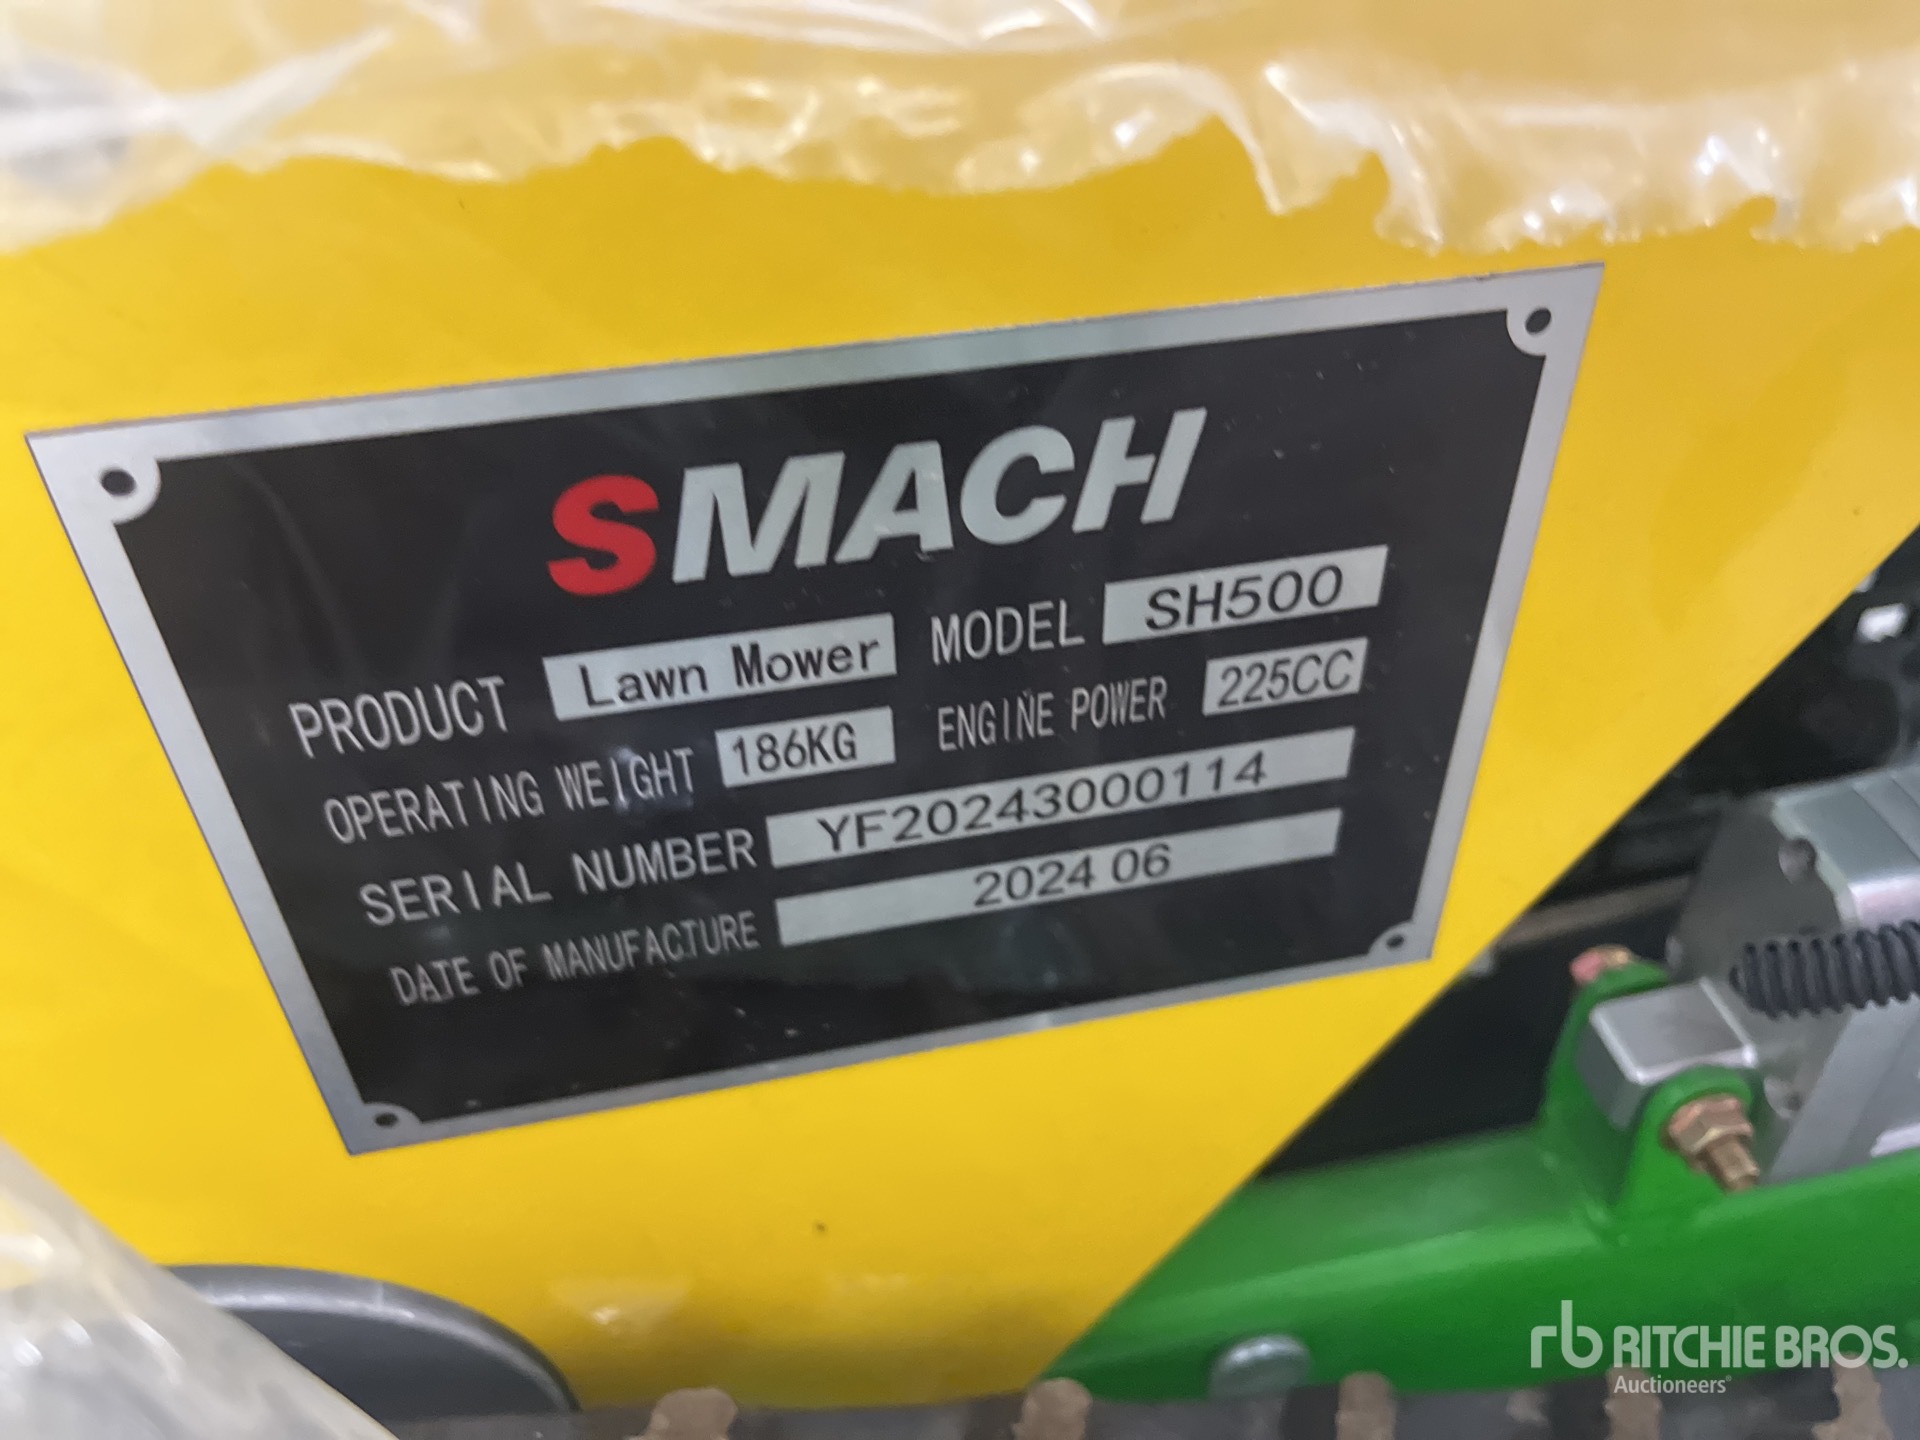 SMACH
PRODUCT Lawn Mower MODEL SH500
OPERATING WEIGHT 186KG ENGINE POWER 225CC
SERIAL NUMBER YF20243000114
DATE OF MANUFACTURE 2024 06
rb RITCHIE BROS.
Auctioneers